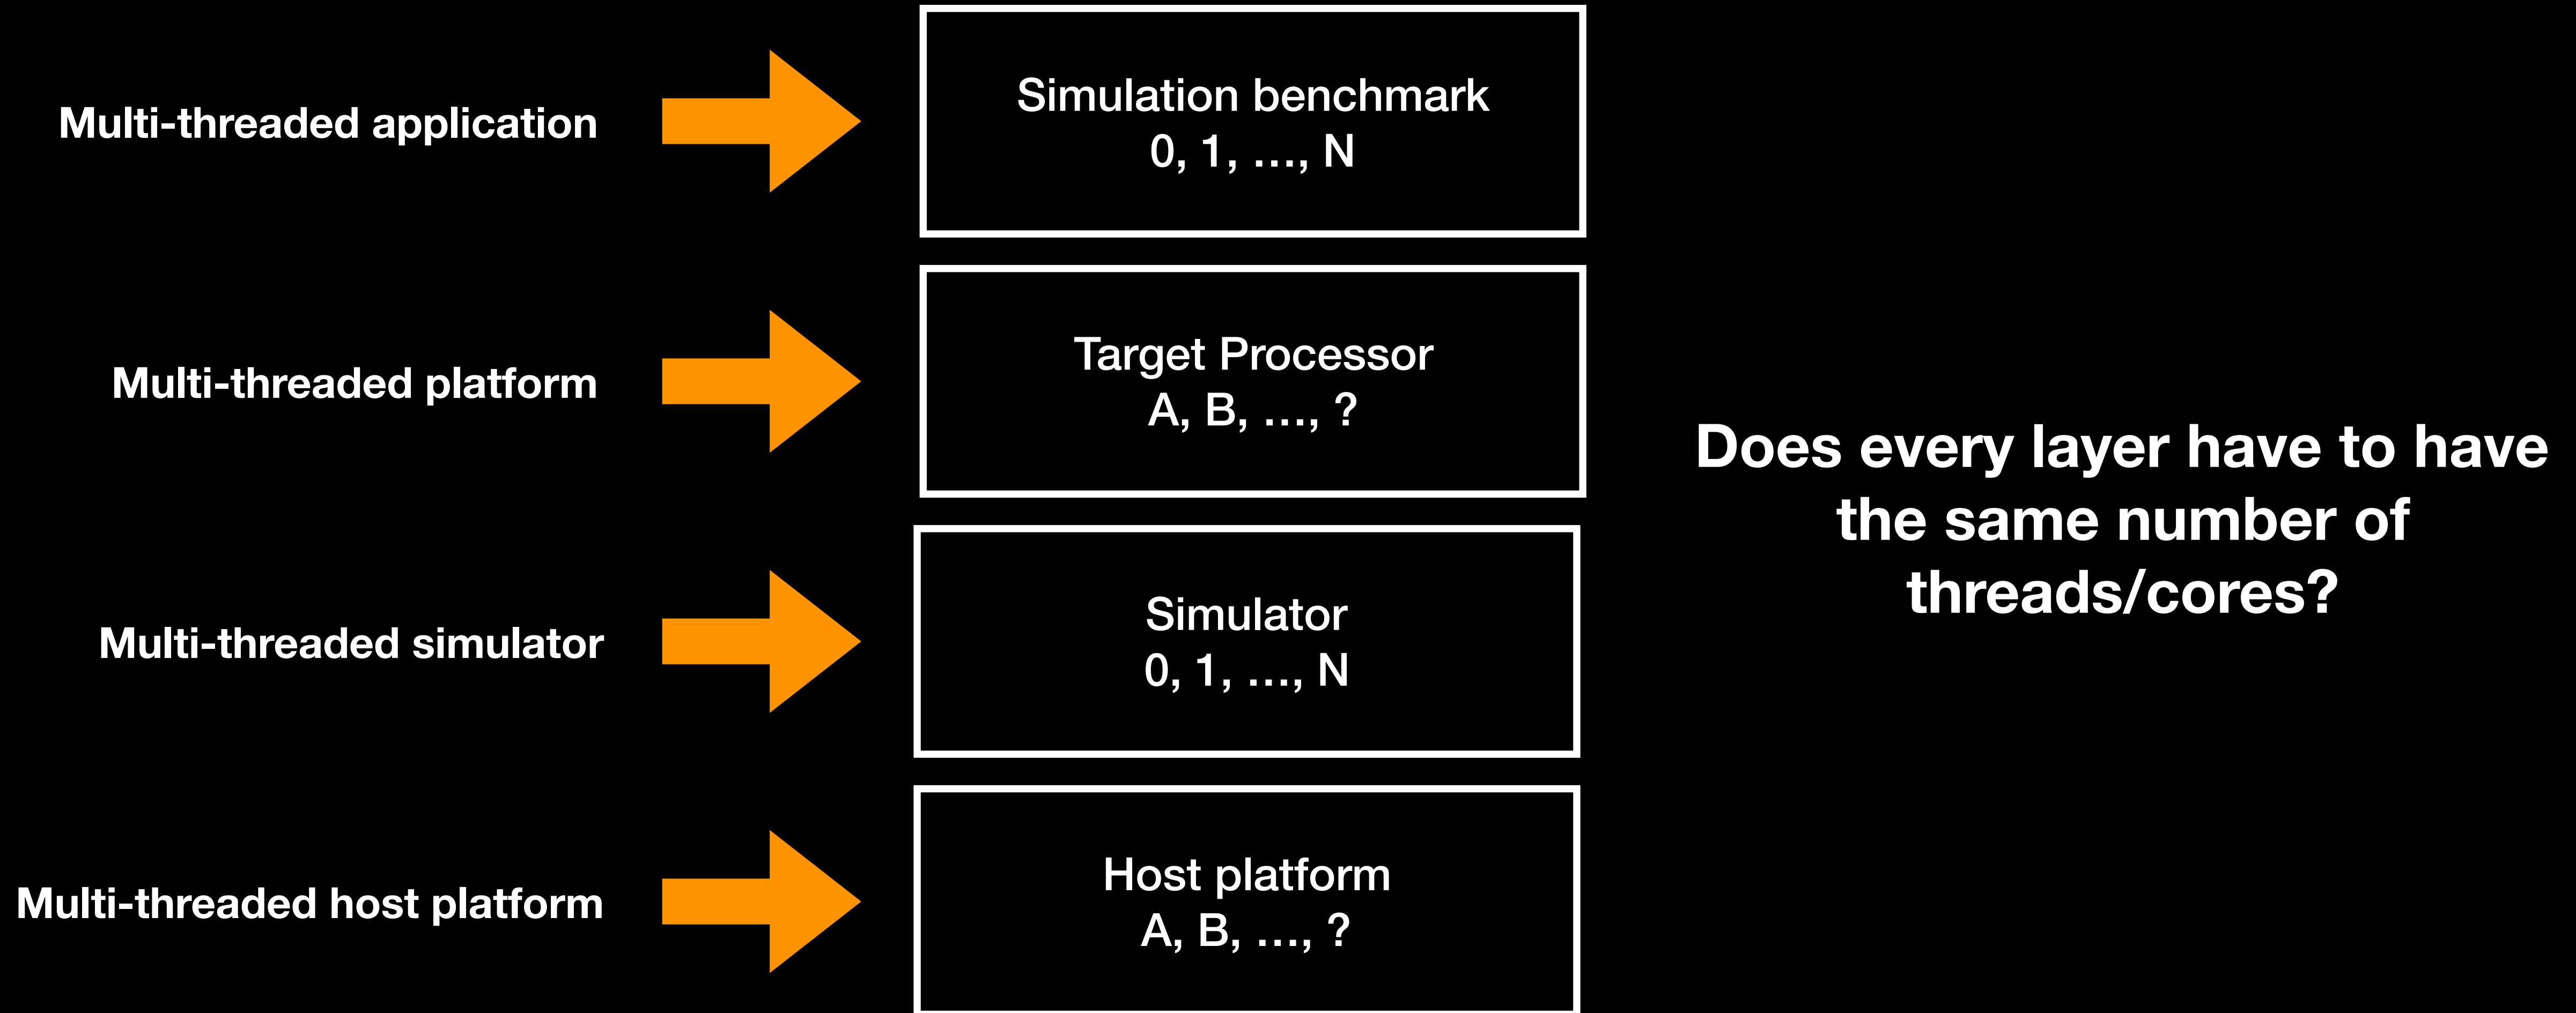 Multi-threaded application
Simulation benchmark
0, 1, …, N
Multi-threaded platform
Target Processor
A, B, …, ?
Multi-threaded simulator
Simulator
0, 1, …, N
Multi-threaded host platform
Host platform
A, B, …, ?
Does every layer have to have
the same number of
threads/cores?